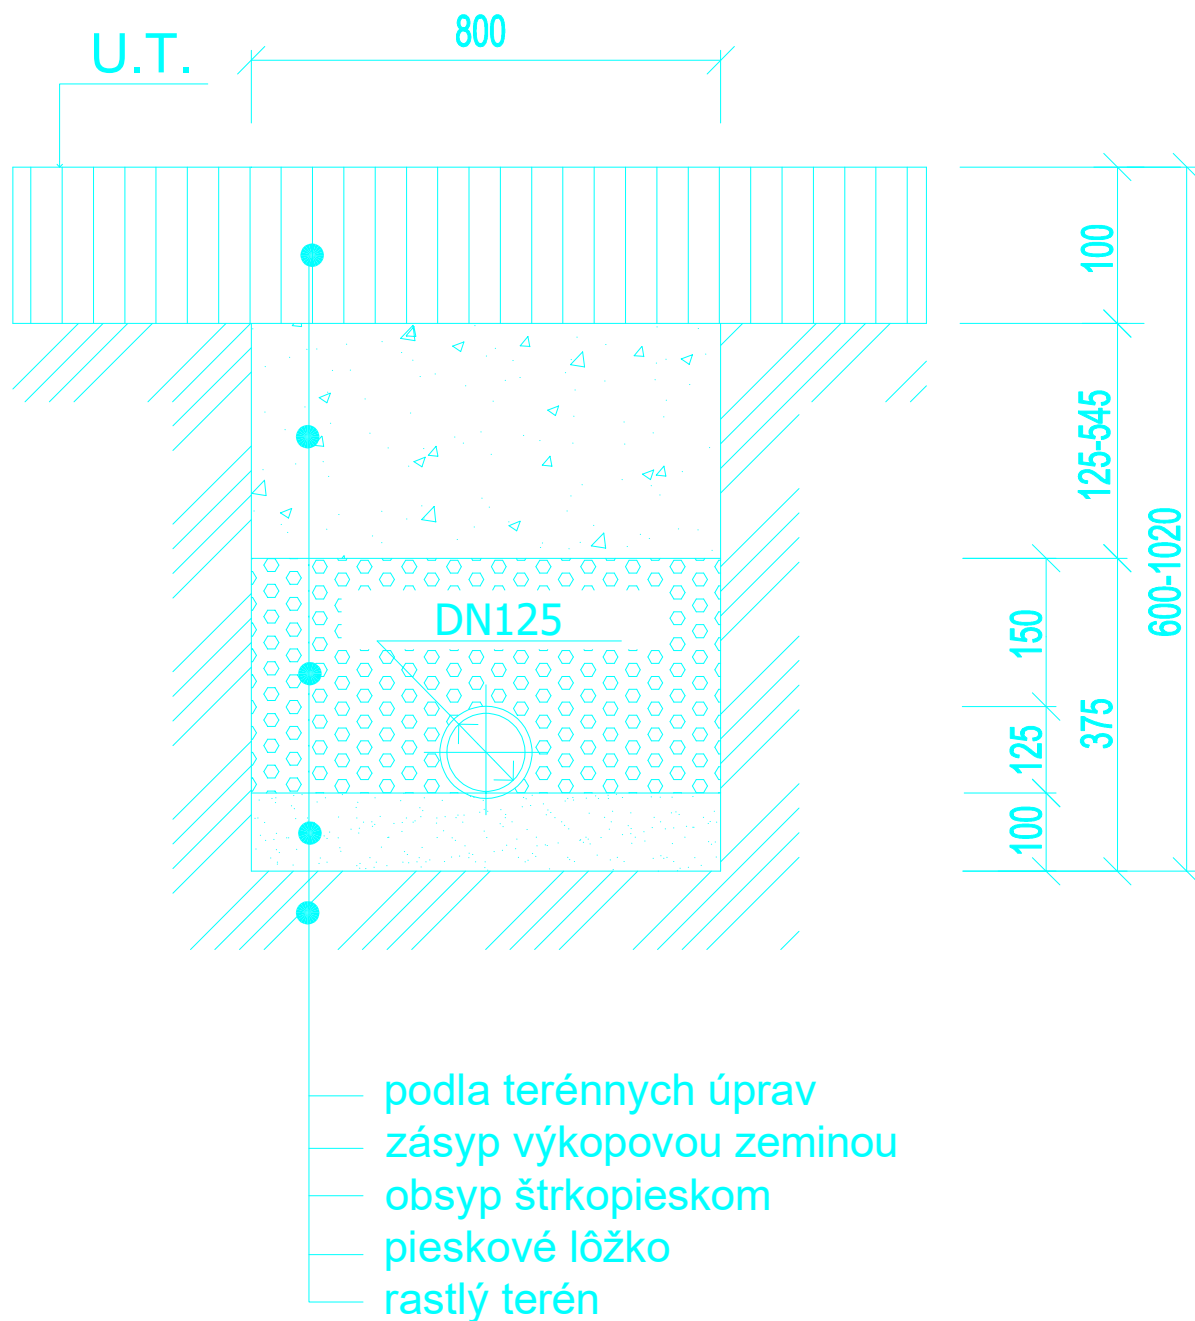 800
U.T.
100
125-545
600-1020
DN125
150
375
125
100
podla terénnych úprav
zásyp výkopovou zeminou
obsyp štrkopieskom
pieskové lôžko
rastlý terén